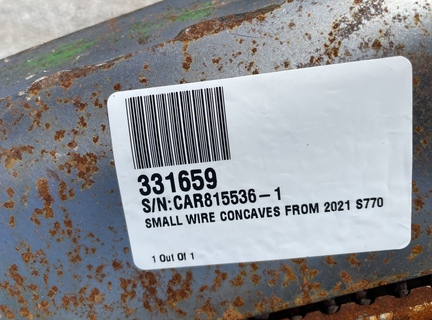 331659
S/N:CAR815536-1
SMALL WIRE CONCAVES FROM 2021 S770
1 Out Of 1